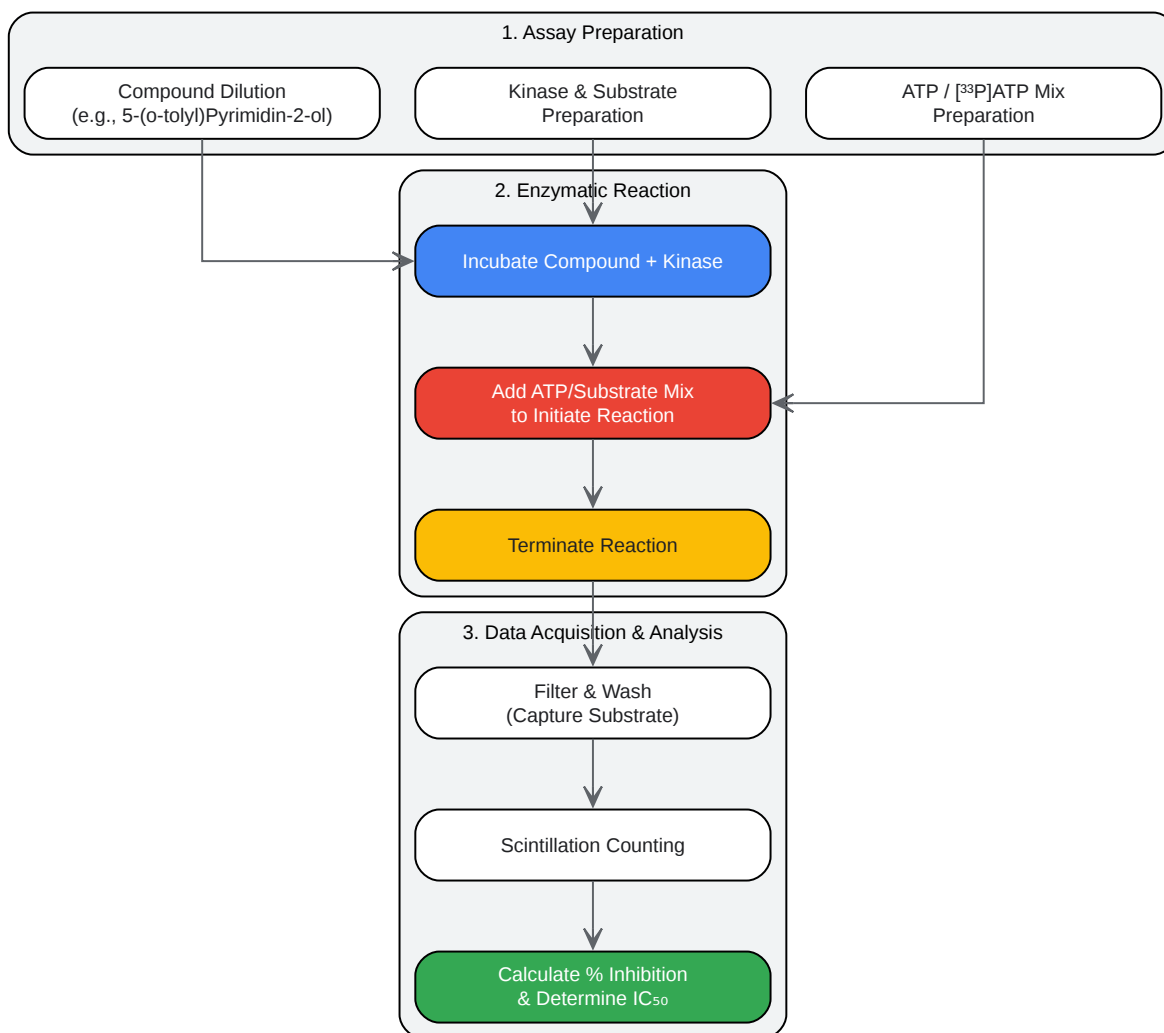 1. Assay Preparation
Compound Dilution
(e.g., 5-(o-tolyl)Pyrimidin-2-ol)
Kinase & Substrate
Preparation
ATP / [³³P]ATP Mix
Preparation
2. Enzymatic Reaction
Incubate Compound + Kinase
Add ATP/Substrate Mix
to Initiate Reaction
Terminate Reaction
3. Data Acquisition & Analysis
Filter & Wash
(Capture Substrate)
Scintillation Counting
Calculate % Inhibition
& Determine IC₅₀